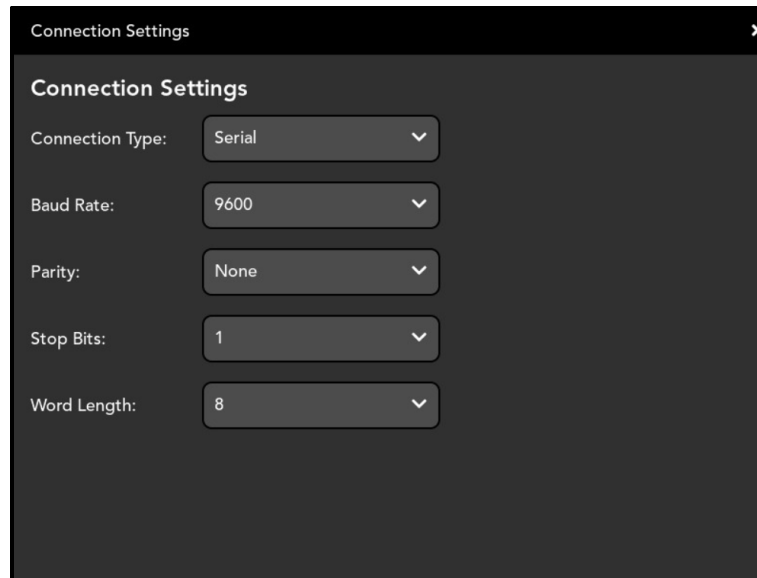 Connection Settings
Connection Settings
Connection Type: Serial
Baud Rate: 9600
Parity: None
Stop Bits: 1
Word Length: 8